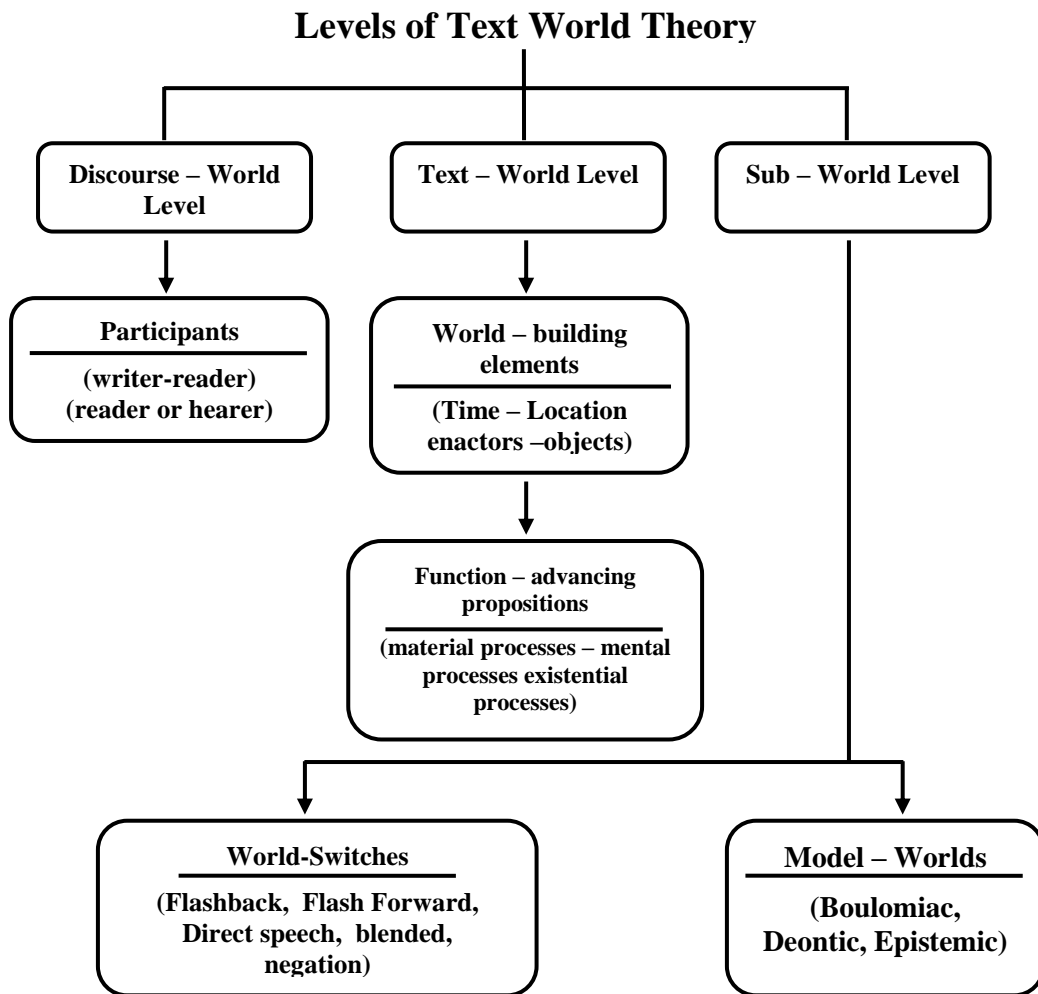 Levels of Text World Theory
Discourse – World
Level
Text – World Level
Sub – World Level
Participants
(writer-reader)
(reader or hearer)
World – building
elements
(Time – Location
enactors –objects)
Function – advancing
propositions
(material processes – mental
processes existential
processes)
World-Switches
(Flashback, Flash Forward,
Direct speech, blended,
negation)
Model – Worlds
(Boulomiac,
Deontic, Epistemic)